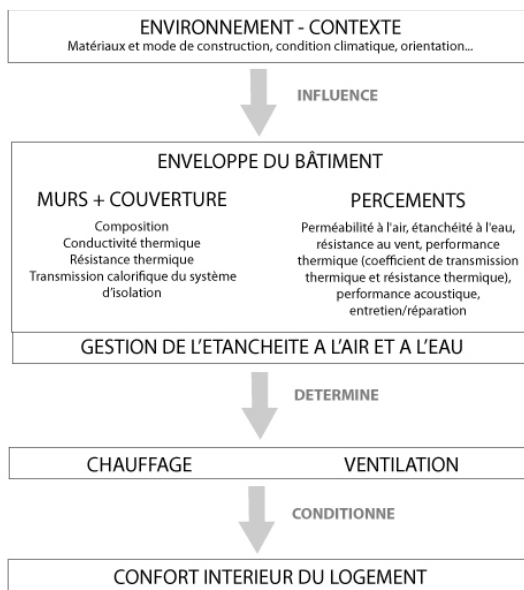 ENVIRONNEMENT - CONTEXTE
Matériaux et mode de construction, condition climatique, orientation...
INFLUENCE
ENVELOPPE DU BÂTIMENT
MURS + COUVERTURE
Composition
Conductivité thermique
Résistance thermique
Transmission calorifique du système
d'isolation
PERCEMENTS
Perméabilité à l'air, étanchéité à l'eau,
résistance au vent, performance
thermique (coefficient de transmission
thermique et résistance thermique),
performance acoustique,
entretien/réparation
GESTION DE L'ETANCHEITE A L'AIR ET A L'EAU
DETERMINE
CHAUFFAGE VENTILATION
CONDITIONNE
CONFORT INTERIEUR DU LOGEMENT